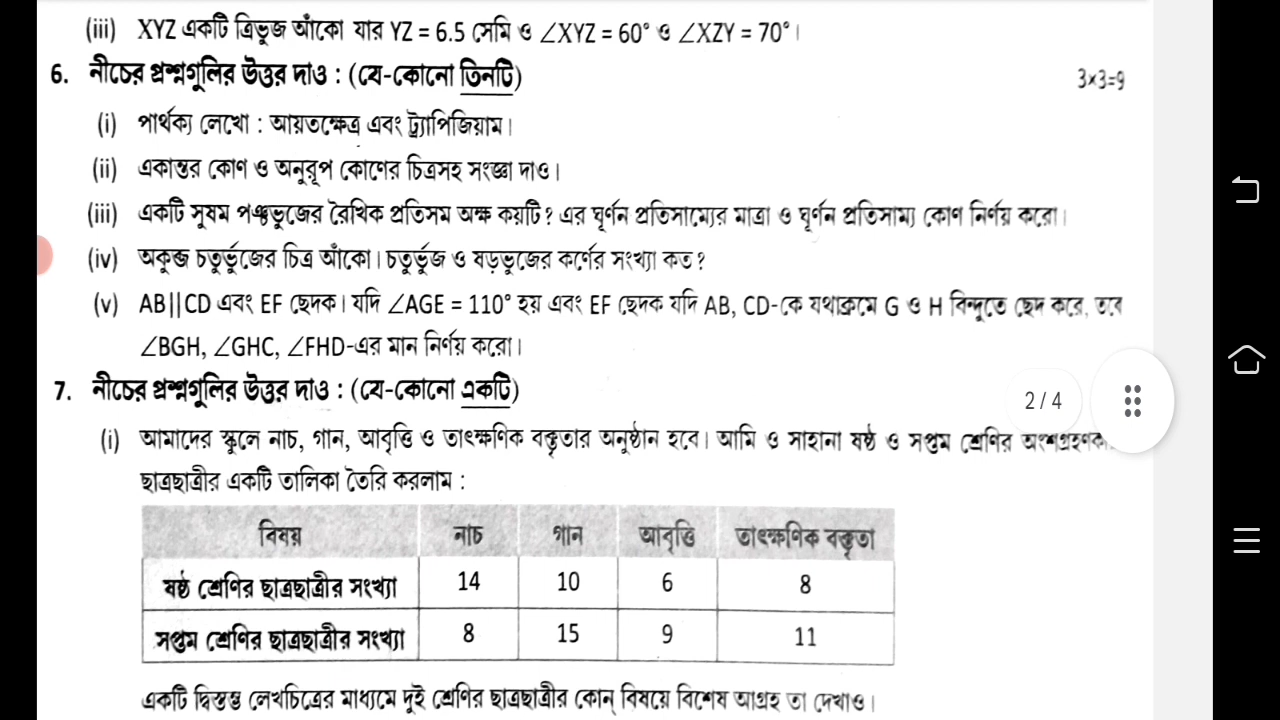 (iii) XYZ একটি ত্রিভুজ আঁকো যার YZ = 6.5 সেমি ও ∠XYZ = 60° ও ∠XZY = 70°।
6. নীচের প্রশ্নগুলির উত্তর দাও : (যে-কোনো তিনটি) 3×3=9
(i) পার্থক্য লেখো : আয়তক্ষেত্র এবং ট্র্যাপিজিয়াম।
(ii) একান্তর কোণ ও অনুরূপ কোণের চিত্রসহ সংজ্ঞা দাও।
(iii) একটি সুষম পঞ্চভুজের রৈখিক প্রতিসম অক্ষ কয়টি? এর ঘূর্ণন প্রতিসাম্যের মাত্রা ও ঘূর্ণন প্রতিসাম্য কোণ নির্ণয় করো।
(iv) অকুব্জ চতুর্ভুজের চিত্র আঁকো। চতুর্ভুজ ও ষড়ভুজের কর্ণের সংখ্যা কত?
(v) AB||CD এবং EF ছেদক। যদি ∠AGE = 110° হয় এবং EF ছেদক যদি AB, CD-কে যথাক্রমে G ও H বিন্দুতে ছেদ করে, তবে
∠BGH, ∠GHC, ∠FHD-এর মান নির্ণয় করো।
7. নীচের প্রশ্নগুলির উত্তর দাও : (যে-কোনো একটি)
2/4
(i) আমাদের স্কুলে নাচ, গান, আবৃত্তি ও তাৎক্ষণিক বক্তৃতার অনুষ্ঠান হবে। আমি ও সাহানা ষষ্ঠ ও সপ্তম শ্রেণির
ছাত্রছাত্রীর একটি তালিকা তৈরি করলাম :
বিষয় নাচ গান আবৃত্তি তাৎক্ষণিক বক্তৃতা
ষষ্ঠ শ্রেণির ছাত্রছাত্রীর সংখ্যা 14 10 6 8
সপ্তম শ্রেণির ছাত্রছাত্রীর সংখ্যা 8 15 9 11
একটি দ্বিস্তম্ভ লেখচিত্রের মাধ্যমে দুই শ্রেণির ছাত্রছাত্রীর কোন্ বিষয়ে বিশেষ আগ্রহ তা দেখাও।